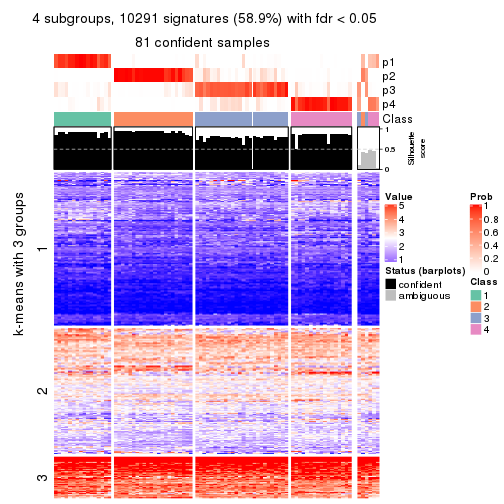 4 subgroups, 10291 signatures (58.9%) with fdr < 0.05
81 confident samples
p1
p2
p3
p4
Class
1
0.5
0
Silhouette
score
k-means with 3 groups
1
2
3
Value
5
4
3
2
1
Status (barplots)
confident
ambiguous
Prob
1
0.8
0.6
0.4
0.2
0
Class
1
2
3
4